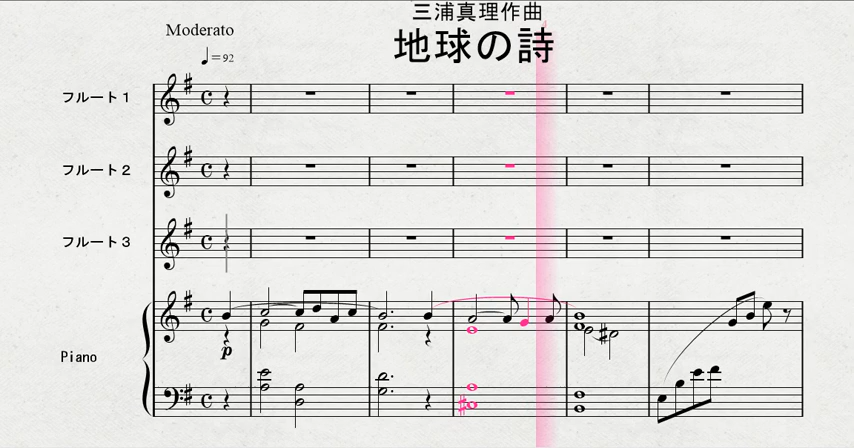 三浦真理作曲
Moderato
地球の詩
♩=92
フルート1
フルート2
フルート3
p
Piano